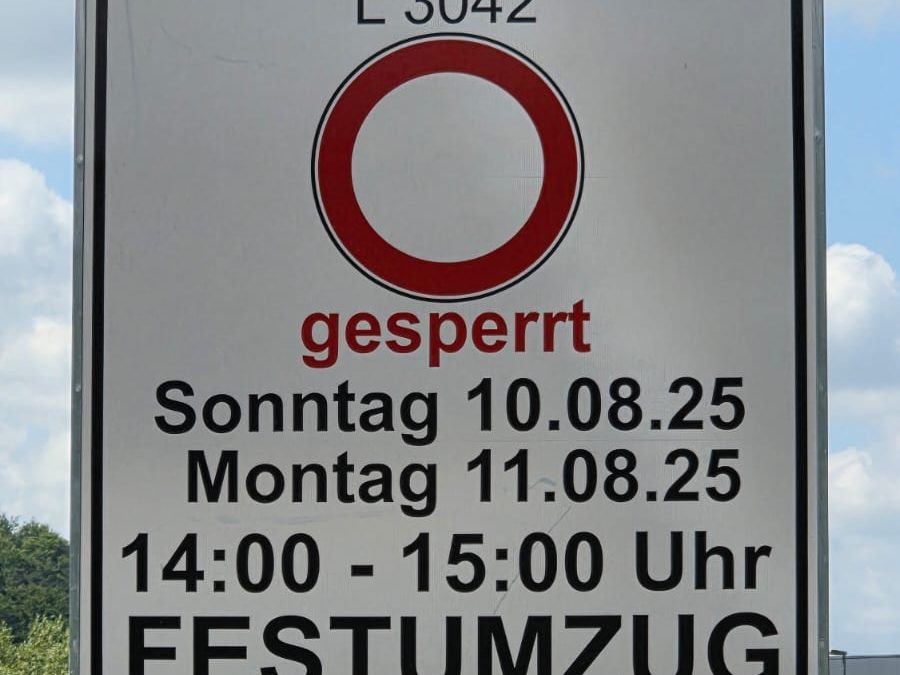 L 3042
gesperrt
Sonntag 10.08.25
Montag 11.08.25
14:00 - 15:00 Uhr
FESTUMZUG